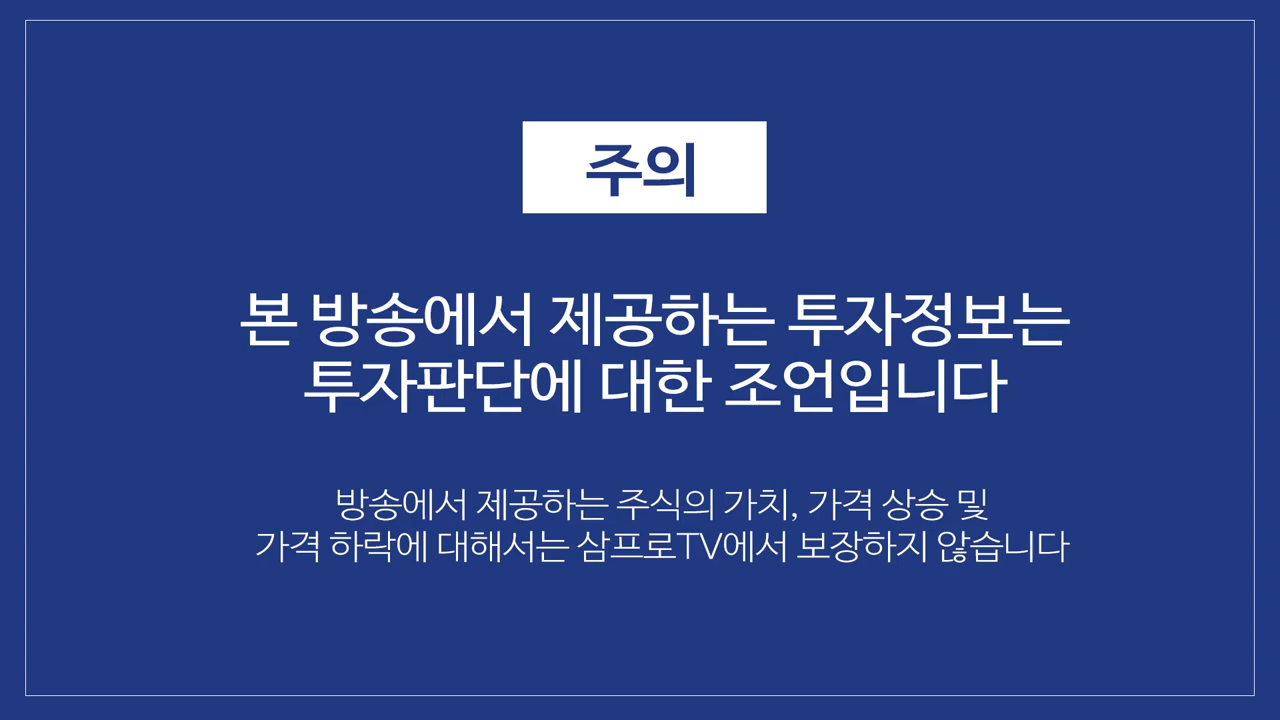 주의
본 방송에서 제공하는 투자정보는
투자판단에 대한 조언입니다
방송에서 제공하는 주식의 가치, 가격 상승 및
가격 하락에 대해서는 삼프로TV에서 보장하지 않습니다